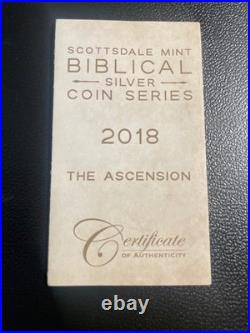 SCOTTSDALE MINT
BIBLICAL
SILVER
COIN SERIES
2018
THE ASCENSION
Certificate
OF AUTHENTICITY